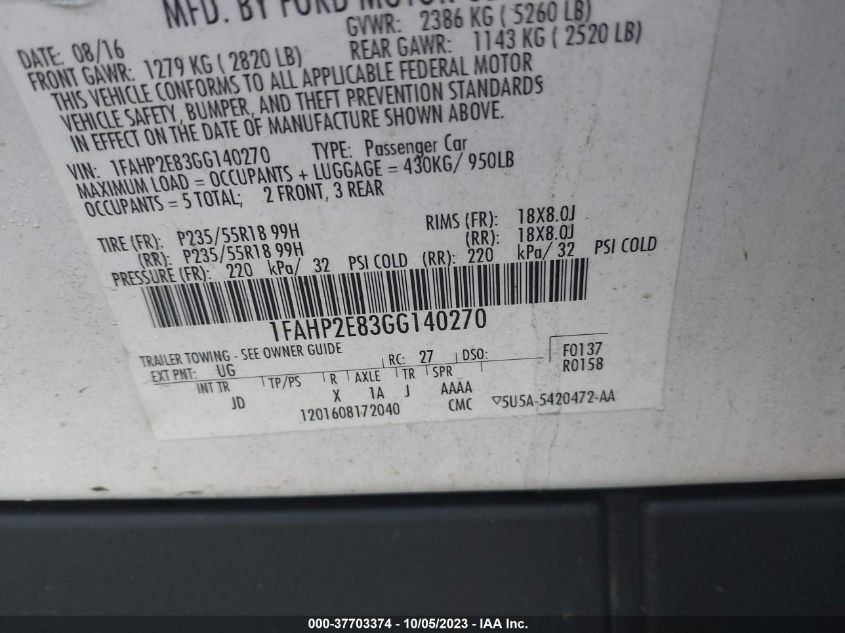 MFD. BY FORD MOTOR
DATE: 08/16 GVWR: 2386 KG ( 5260 LB)
FRONT GAWR: 1279 KG ( 2820 LB) REAR GAWR: 1143 KG ( 2520 LB)
THIS VEHICLE CONFORMS TO ALL APPLICABLE FEDERAL MOTOR
VEHICLE SAFETY, BUMPER, AND THEFT PREVENTION STANDARDS
IN EFFECT ON THE DATE OF MANUFACTURE SHOWN ABOVE.
VIN: 1FAHP2E83GG140270 TYPE: Passenger Car
MAXIMUM LOAD = OCCUPANTS + LUGGAGE = 430KG/ 950LB
OCCUPANTS = 5 TOTAL; 2 FRONT, 3 REAR
TIRE (FR): P235/55R18 99H RIMS (FR): 18X8.0J
(RR): P235/55R18 99H (RR): 18X8.0J
PRESSURE (FR): 220 kPa/ 32 PSI COLD (RR): 220 kPa/ 32 PSI COLD
1FAHP2E83GG140270
TRAILER TOWING - SEE OWNER GUIDE
EXT PNT: UG RC: 27 DSO: F0137
R0158
INT TR TP/PS R AXLE TR SPR
JD X 1A J AAAA
1201608172040 CMC ▽5U5A-5420472-AA
000-37703374 - 10/05/2023 - IAA Inc.